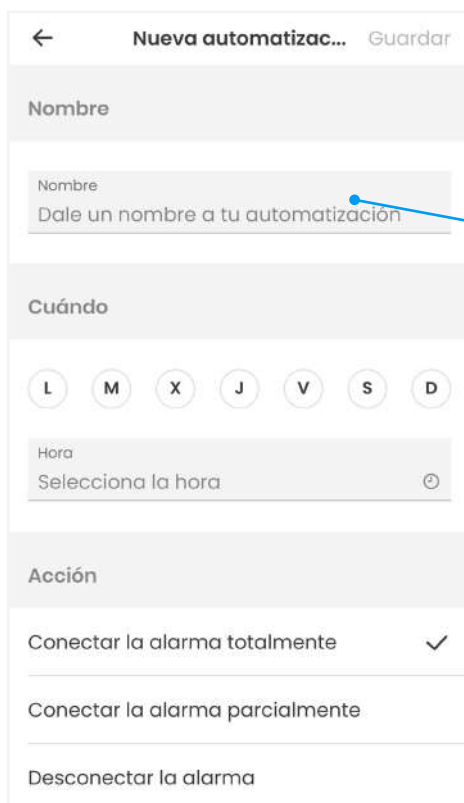 Nueva automatizac... Guardar
Nombre
Nombre
Dale un nombre a tu automatización
Cuándo
L M X J V S D
Hora
Selecciona la hora
Acción
Conectar la alarma totalmente
Conectar la alarma parcialmente
Desconectar la alarma